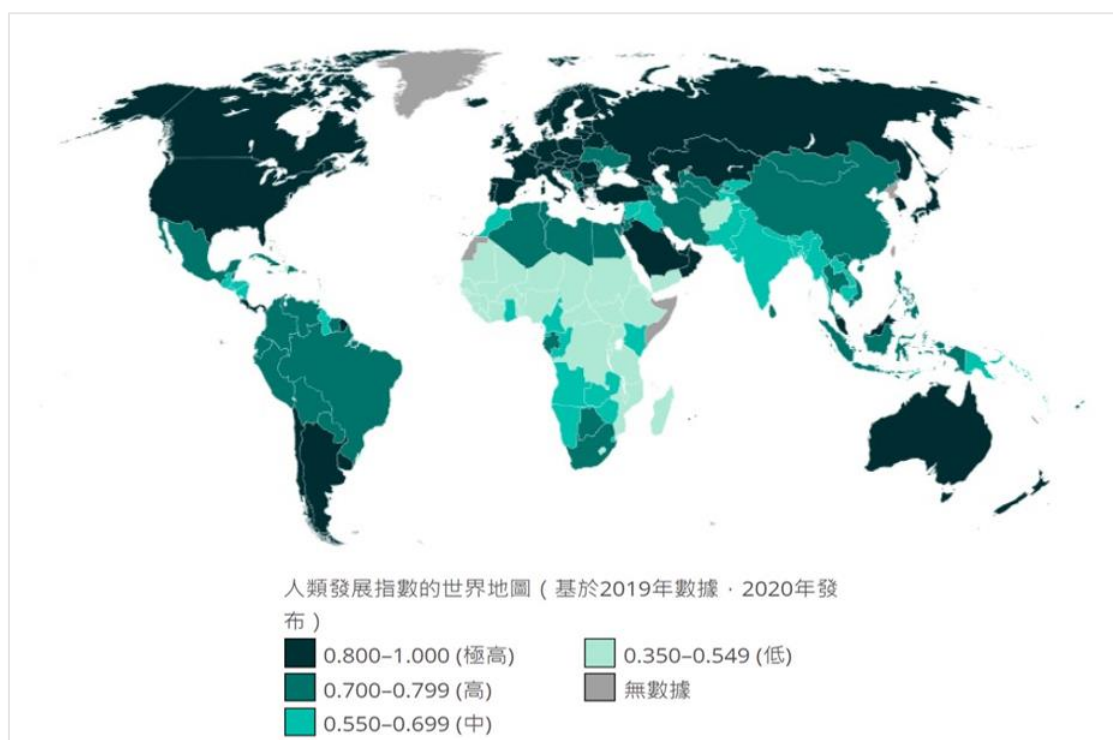 人類發展指數的世界地圖（基於2019年數據，2020年發
布）
0.800–1.000 (極高)
0.700–0.799 (高)
0.550–0.699 (中)
0.350–0.549 (低)
無數據